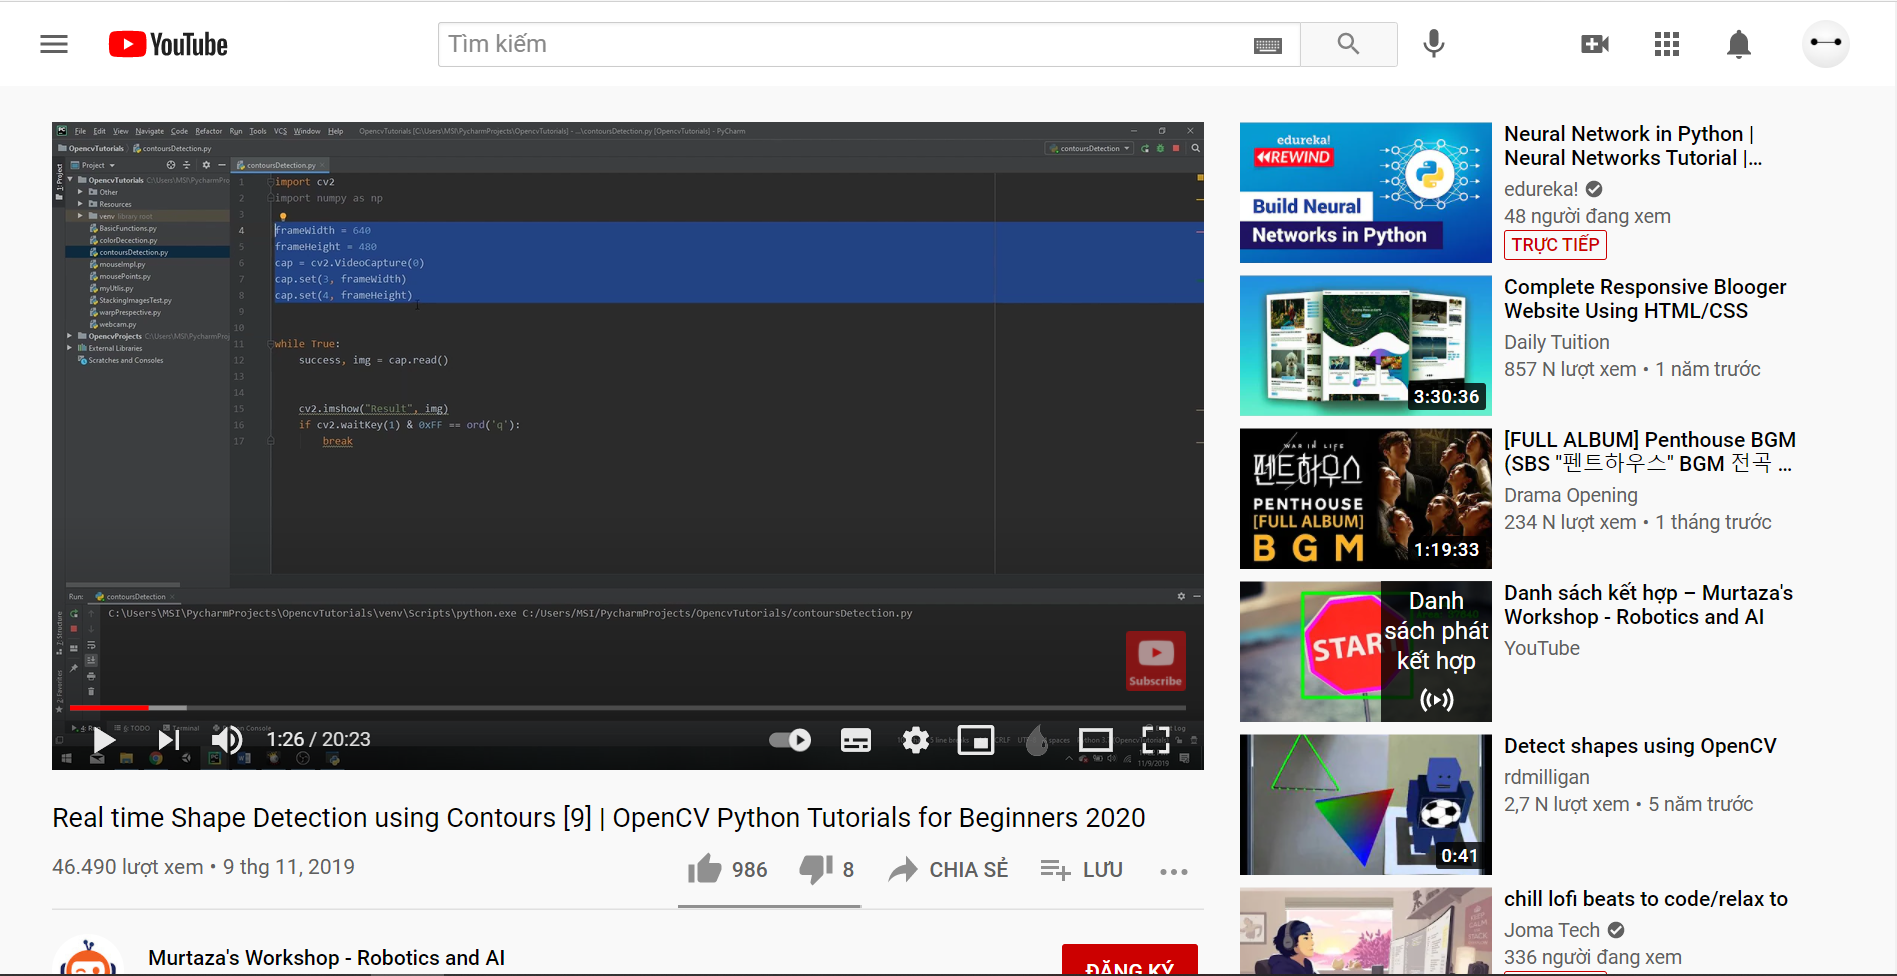 YouTube
Tìm kiếm
File Edit View Navigate Code Refactor Run Tools VCS Window Help OpencvTutorials [C:\Users\MSI\PycharmProjects\OpencvTutorials] - ...\contoursDetection.py [OpencvTutorials] - PyCharm
OpencvTutorials contoursDetection.py
contoursDetection
Project
contoursDetection.py
1: Project
OpencvTutorials C:\Users\MSI\PycharmPro
Other
Resources
venv library root
BasicFunctions.py
colorDecection.py
contoursDetection.py
mouseImpl.py
mousePoints.py
myUtlis.py
StackingImagesTest.py
warpPrespective.py
webcam.py
OpencvProjects C:\Users\MSI\PycharmProj
External Libraries
Scratches and Consoles
1 import cv2
2 import numpy as np
3
4 frameWidth = 640
5 frameHeight = 480
6 cap = cv2.VideoCapture(0)
7 cap.set(3, frameWidth)
8 cap.set(4, frameHeight)
9
10
11 while True:
12 success, img = cap.read()
13
14
15 cv2.imshow("Result", img)
16 if cv2.waitKey(1) & 0xFF == ord('q'):
17 break
Run: contoursDetection
C:\Users\MSI\PycharmProjects\OpencvTutorials\venv\Scripts\python.exe C:/Users/MSI/PycharmProjects/OpencvTutorials/contoursDetection.py
Z: Structure
2: Favorites
Subscribe
4: Run 6: TODO Terminal Python Console
1:26 / 20:23
11/9/2019
Real time Shape Detection using Contours [9] | OpenCV Python Tutorials for Beginners 2020
46.490 lượt xem • 9 thg 11, 2019
986 8 CHIA SẺ LƯU
Murtaza's Workshop - Robotics and AI
ĐĂNG KÝ
edureka!
REWIND
Build Neural
Networks in Python
Neural Network in Python |
Neural Networks Tutorial |...
edureka!
48 người đang xem
TRỰC TIẾP
3:30:36
Complete Responsive Blooger
Website Using HTML/CSS
Daily Tuition
857 N lượt xem • 1 năm trước
WAR IN LIFE
펜트하우스
PENTHOUSE
[FULL ALBUM]
BGM
1:19:33
[FULL ALBUM] Penthouse BGM
(SBS "펜트하우스" BGM 전곡 ...
Drama Opening
234 N lượt xem • 1 tháng trước
START
Danh
sách phát
kết hợp
Danh sách kết hợp – Murtaza's
Workshop - Robotics and AI
YouTube
0:41
Detect shapes using OpenCV
rdmilligan
2,7 N lượt xem • 5 năm trước
chill lofi beats to code/relax to
Joma Tech
336 người đang xem